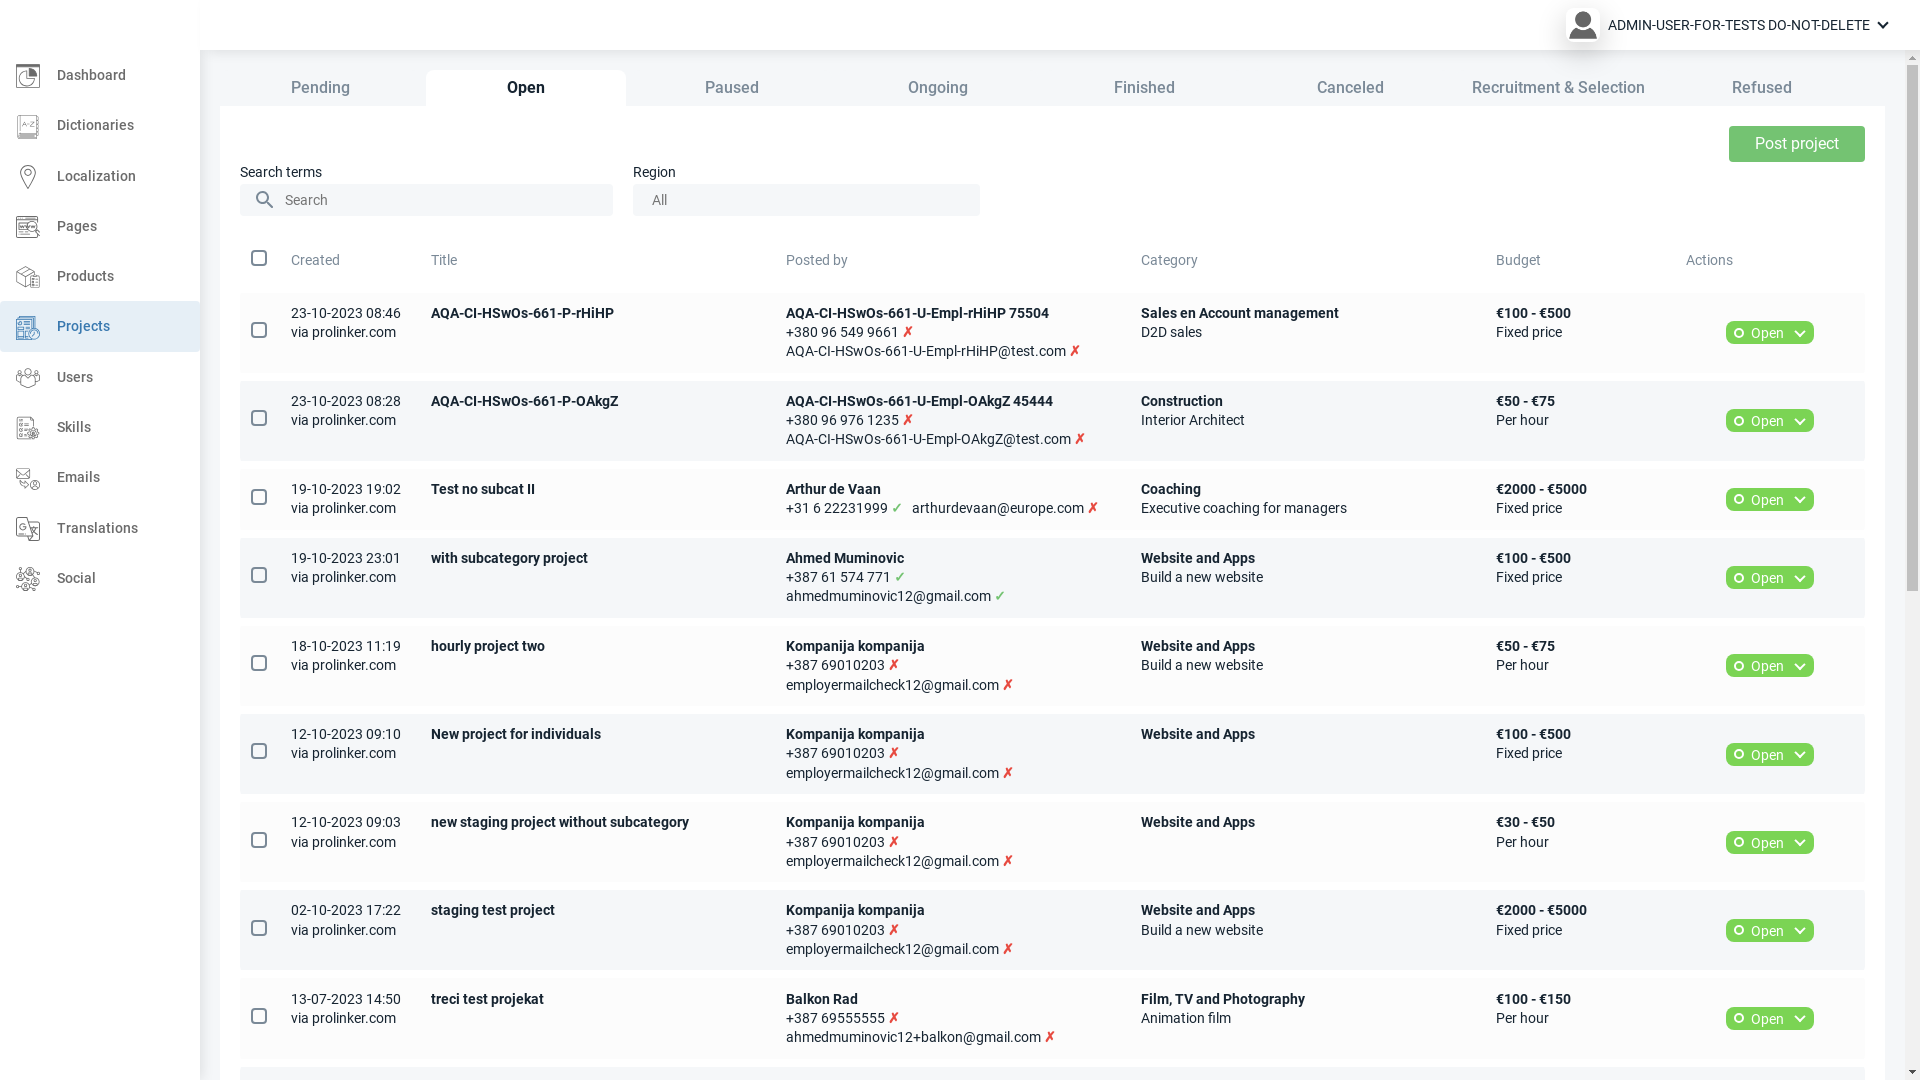 ADMIN-USER-FOR-TESTS DO-NOT-DELETE
Dashboard
Dictionaries
Localization
Pages
Products
Projects
Users
Skills
Emails
Translations
Social
Pending Open Paused Ongoing Finished Canceled Recruitment & Selection Refused
Post project
Search terms Region
Search All
Created Title Posted by Category Budget Actions
23-10-2023 08:46 AQA-CI-HSwOs-661-P-rHiHP AQA-CI-HSwOs-661-U-Empl-rHiHP 75504 Sales en Account management €100 - €500
via prolinker.com +380 96 549 9661 ✗ D2D sales Fixed price Open
AQA-CI-HSwOs-661-U-Empl-rHiHP@test.com ✗
23-10-2023 08:28 AQA-CI-HSwOs-661-P-OAkgZ AQA-CI-HSwOs-661-U-Empl-OAkgZ 45444 Construction €50 - €75
via prolinker.com +380 96 976 1235 ✗ Interior Architect Per hour Open
AQA-CI-HSwOs-661-U-Empl-OAkgZ@test.com ✗
19-10-2023 19:02 Test no subcat II Arthur de Vaan Coaching €2000 - €5000
via prolinker.com +31 6 22231999 ✓ arthurdevaan@europe.com ✗ Executive coaching for managers Fixed price Open
19-10-2023 23:01 with subcategory project Ahmed Muminovic Website and Apps €100 - €500
via prolinker.com +387 61 574 771 ✓ Build a new website Fixed price Open
ahmedmuminovic12@gmail.com ✓
18-10-2023 11:19 hourly project two Kompanija kompanija Website and Apps €50 - €75
via prolinker.com +387 69010203 ✗ Build a new website Per hour Open
employermailcheck12@gmail.com ✗
12-10-2023 09:10 New project for individuals Kompanija kompanija Website and Apps €100 - €500
via prolinker.com +387 69010203 ✗ Fixed price Open
employermailcheck12@gmail.com ✗
12-10-2023 09:03 new staging project without subcategory Kompanija kompanija Website and Apps €30 - €50
via prolinker.com +387 69010203 ✗ Per hour Open
employermailcheck12@gmail.com ✗
02-10-2023 17:22 staging test project Kompanija kompanija Website and Apps €2000 - €5000
via prolinker.com +387 69010203 ✗ Build a new website Fixed price Open
employermailcheck12@gmail.com ✗
13-07-2023 14:50 treci test projekat Balkon Rad Film, TV and Photography €100 - €150
via prolinker.com +387 69555555 ✗ Animation film Per hour Open
ahmedmuminovic12+balkon@gmail.com ✗